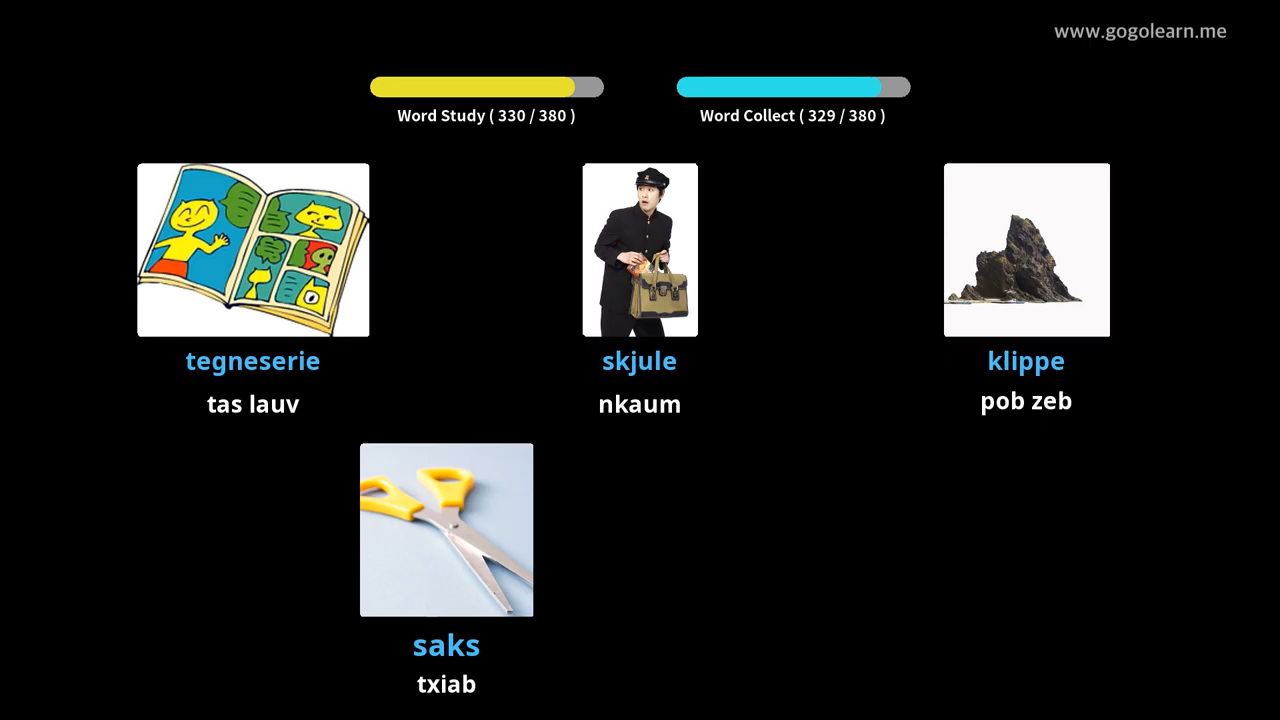 www.gogolearn.me
Word Study ( 330 / 380 )
Word Collect ( 329 / 380 )
tegneserie
tas lauv
skjule
nkaum
klippe
pob zeb
saks
txiab